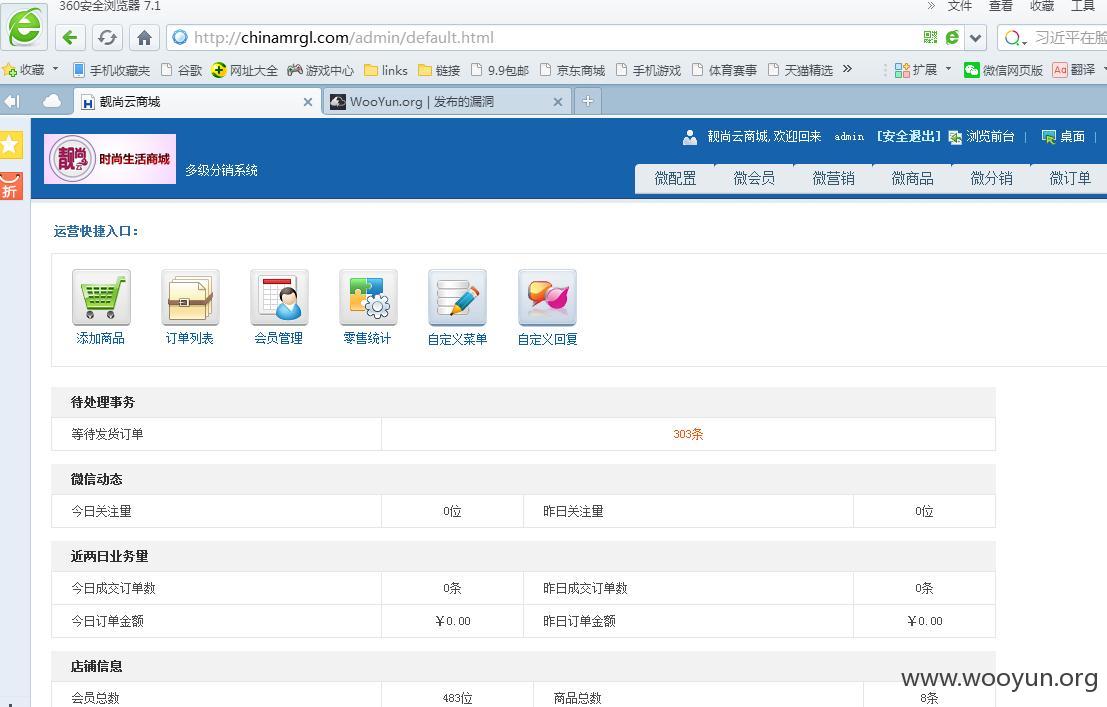 360安全浏览器 7.1
» 文件 查看 收藏 工具
http://chinamrgl.com/admin/default.html
习近平在
收藏 手机收藏夹 谷歌 网址大全 游戏中心 links 链接 9.9包邮 京东商城 手机游戏 体育赛事 天猫精选 » 扩展 微信网页版 Aa 翻译
靓尚云商城 × WooYun.org | 发布的漏洞 × +
折
靓尚云 时尚生活商城
多级分销系统
靓尚云商城,欢迎回来 admin [安全退出] 浏览前台 | 桌面 |
微配置 微会员 微营销 微商品 微分销 微订单
运营快捷入口：
添加商品 订单列表 会员管理 零售统计 自定义菜单 自定义回复
待处理事务
等待发货订单 303条
微信动态
今日关注量 0位 昨日关注量 0位
近两日业务量
今日成交订单数 0条 昨日成交订单数 0条
今日订单金额 ￥0.00 昨日订单金额 ￥0.00
店铺信息
会员总数 483位 商品总数 8条
www.wooyun.org